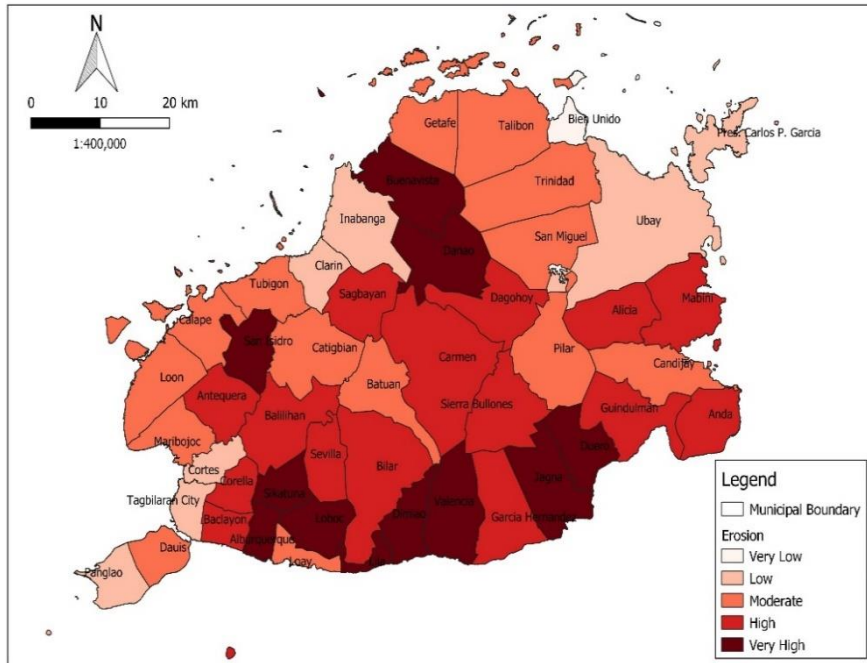 N
0 10 20 km
1:400,000
Getafe
Talibon
Bien Unido
Pres. Carlos P. Garcia
Buenavista
Trinidad
Inabanga
Ubay
San Miguel
Danao
Clarin
Sagbayan
Dagohoy
Tubigon
Mabini
Alicia
Calape
San Isidro
Catigbian
Carmen
Pilar
Candijay
Loon
Batuan
Antequera
Sierra Bullones
Guindulman
Anda
Balilihan
Maribojoc
Duero
Sevilla
Bilar
Cortes
Corella
Jagna
Sikatuna
Valencia
Tagbilaran City
Loboc
Dimiao
Garcia Hernandez
Baclayon
Alburquerque
Dauis
Loay
Panglao
Legend
Municipal Boundary
Erosion
Very Low
Low
Moderate
High
Very High